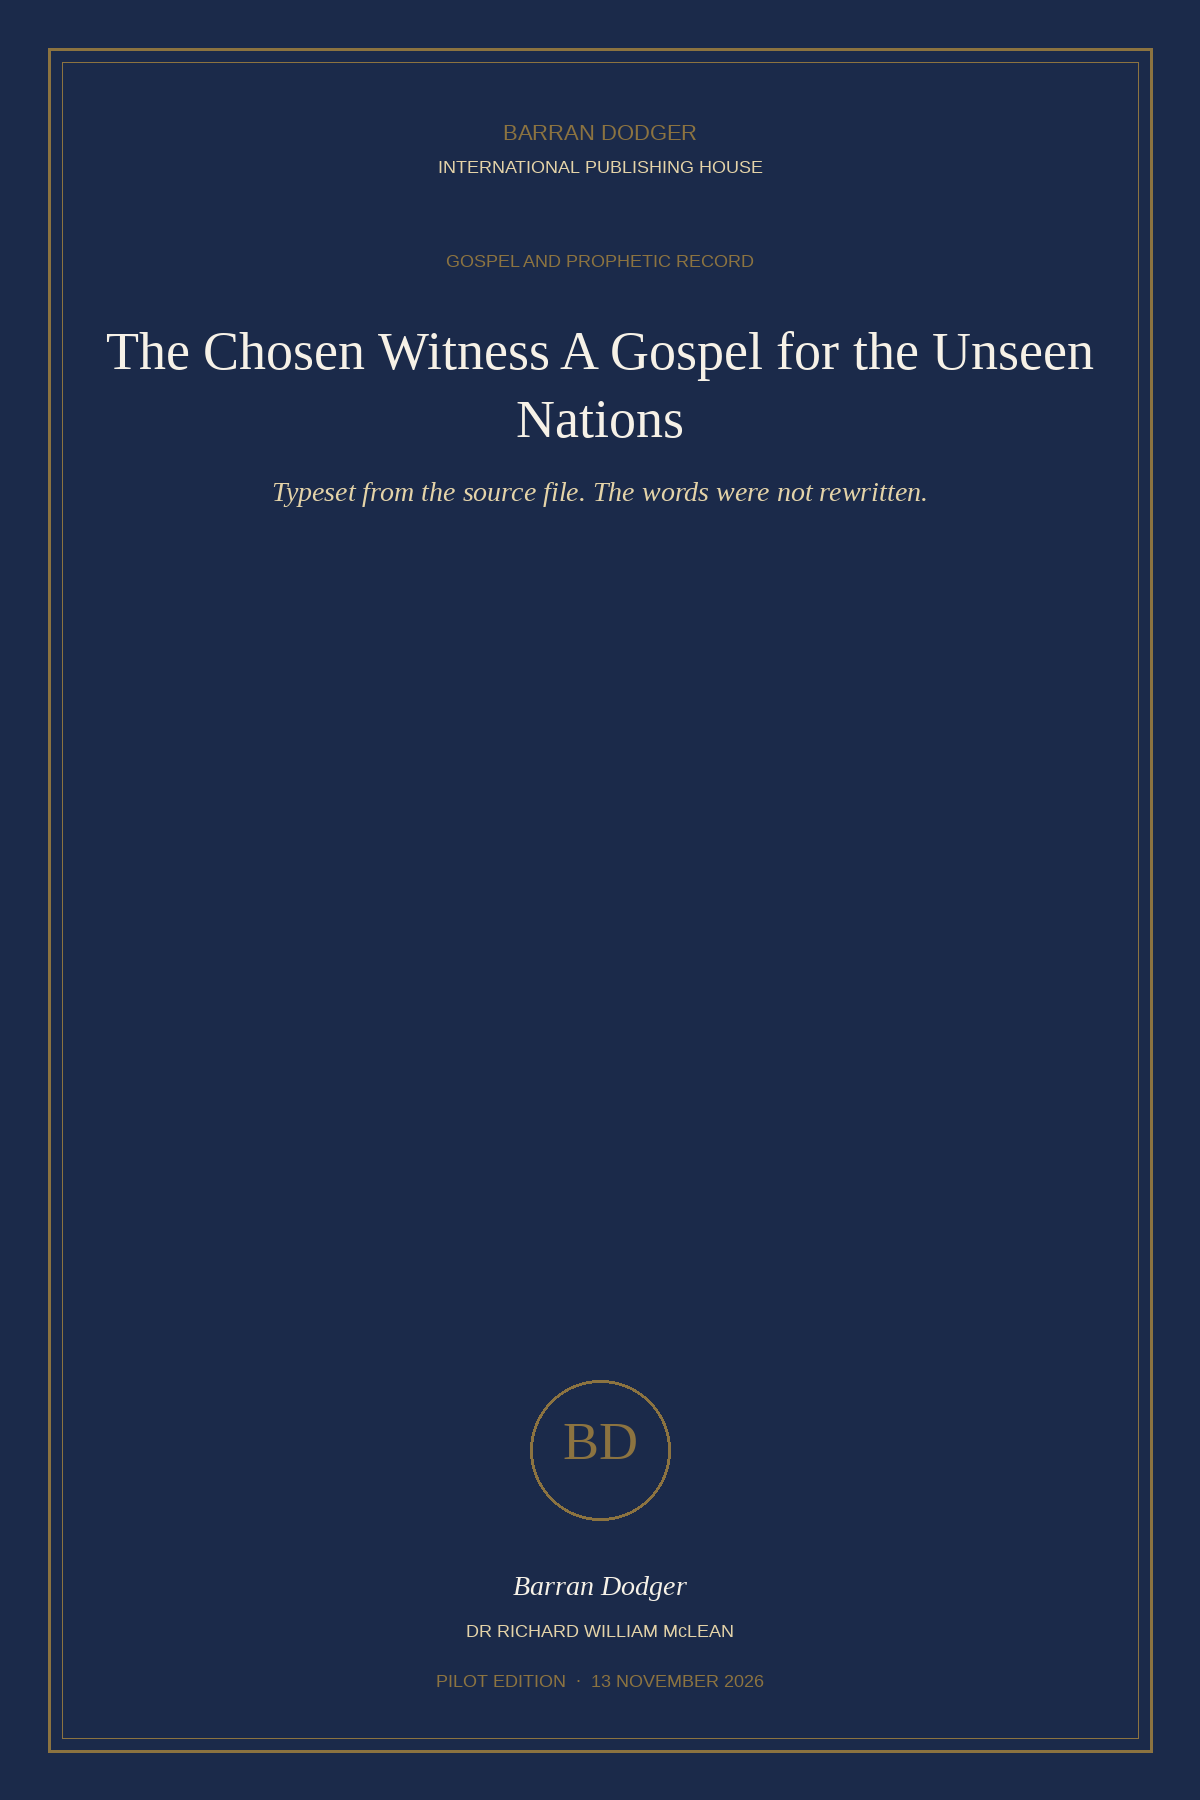 BARRAN DODGER
INTERNATIONAL PUBLISHING HOUSE
GOSPEL AND PROPHETIC RECORD
The Chosen Witness A Gospel for the Unseen
Nations
Typeset from the source file. The words were not rewritten.
BD
Barran Dodger
DR RICHARD WILLIAM McLEAN
PILOT EDITION · 13 NOVEMBER 2026